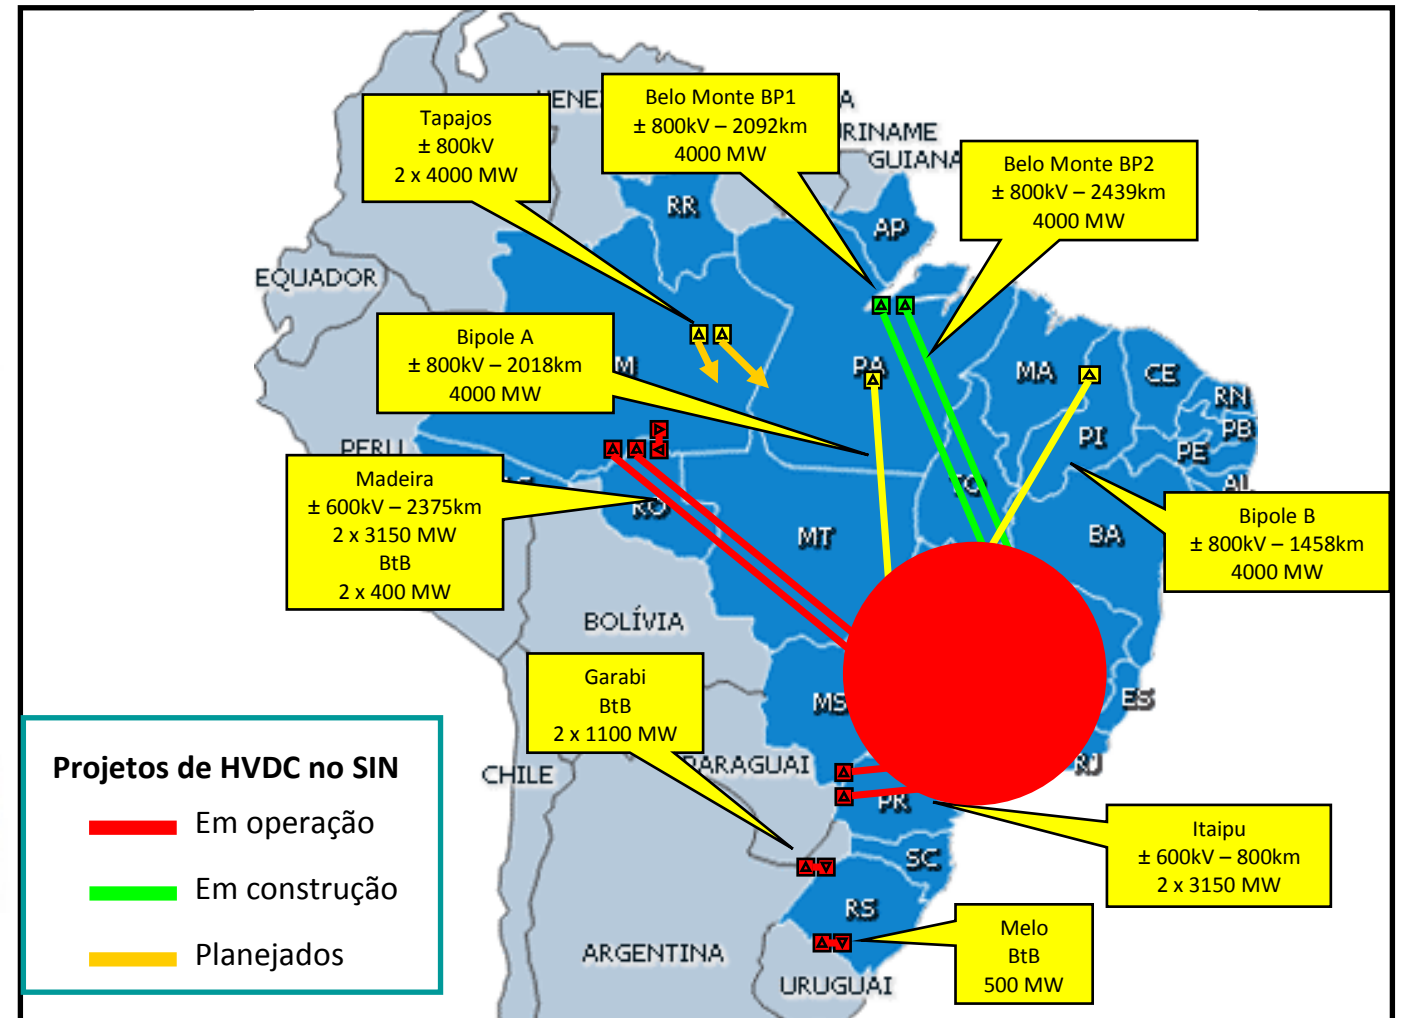 Tapajos
± 800kV
2 x 4000 MW
Belo Monte BP1
± 800kV – 2092km
4000 MW
Belo Monte BP2
± 800kV – 2439km
4000 MW
GUIANA
RR
AP
EQUADOR
Bipole A
± 800kV – 2018km
4000 MW
PA
MA
CE
RN
PB
PI
PE
AL
PERU
Madeira
± 600kV – 2375km
2 x 3150 MW
BtB
2 x 400 MW
RO
MT
TO
BA
Bipole B
± 800kV – 1458km
4000 MW
BOLÍVIA
Garabi
BtB
2 x 1100 MW
MS
ES
RJ
CHILE
PR
SC
RS
Itaipu
± 600kV – 800km
2 x 3150 MW
Melo
BtB
500 MW
ARGENTINA
URUGUAI
Projetos de HVDC no SIN
Em operação
Em construção
Planejados